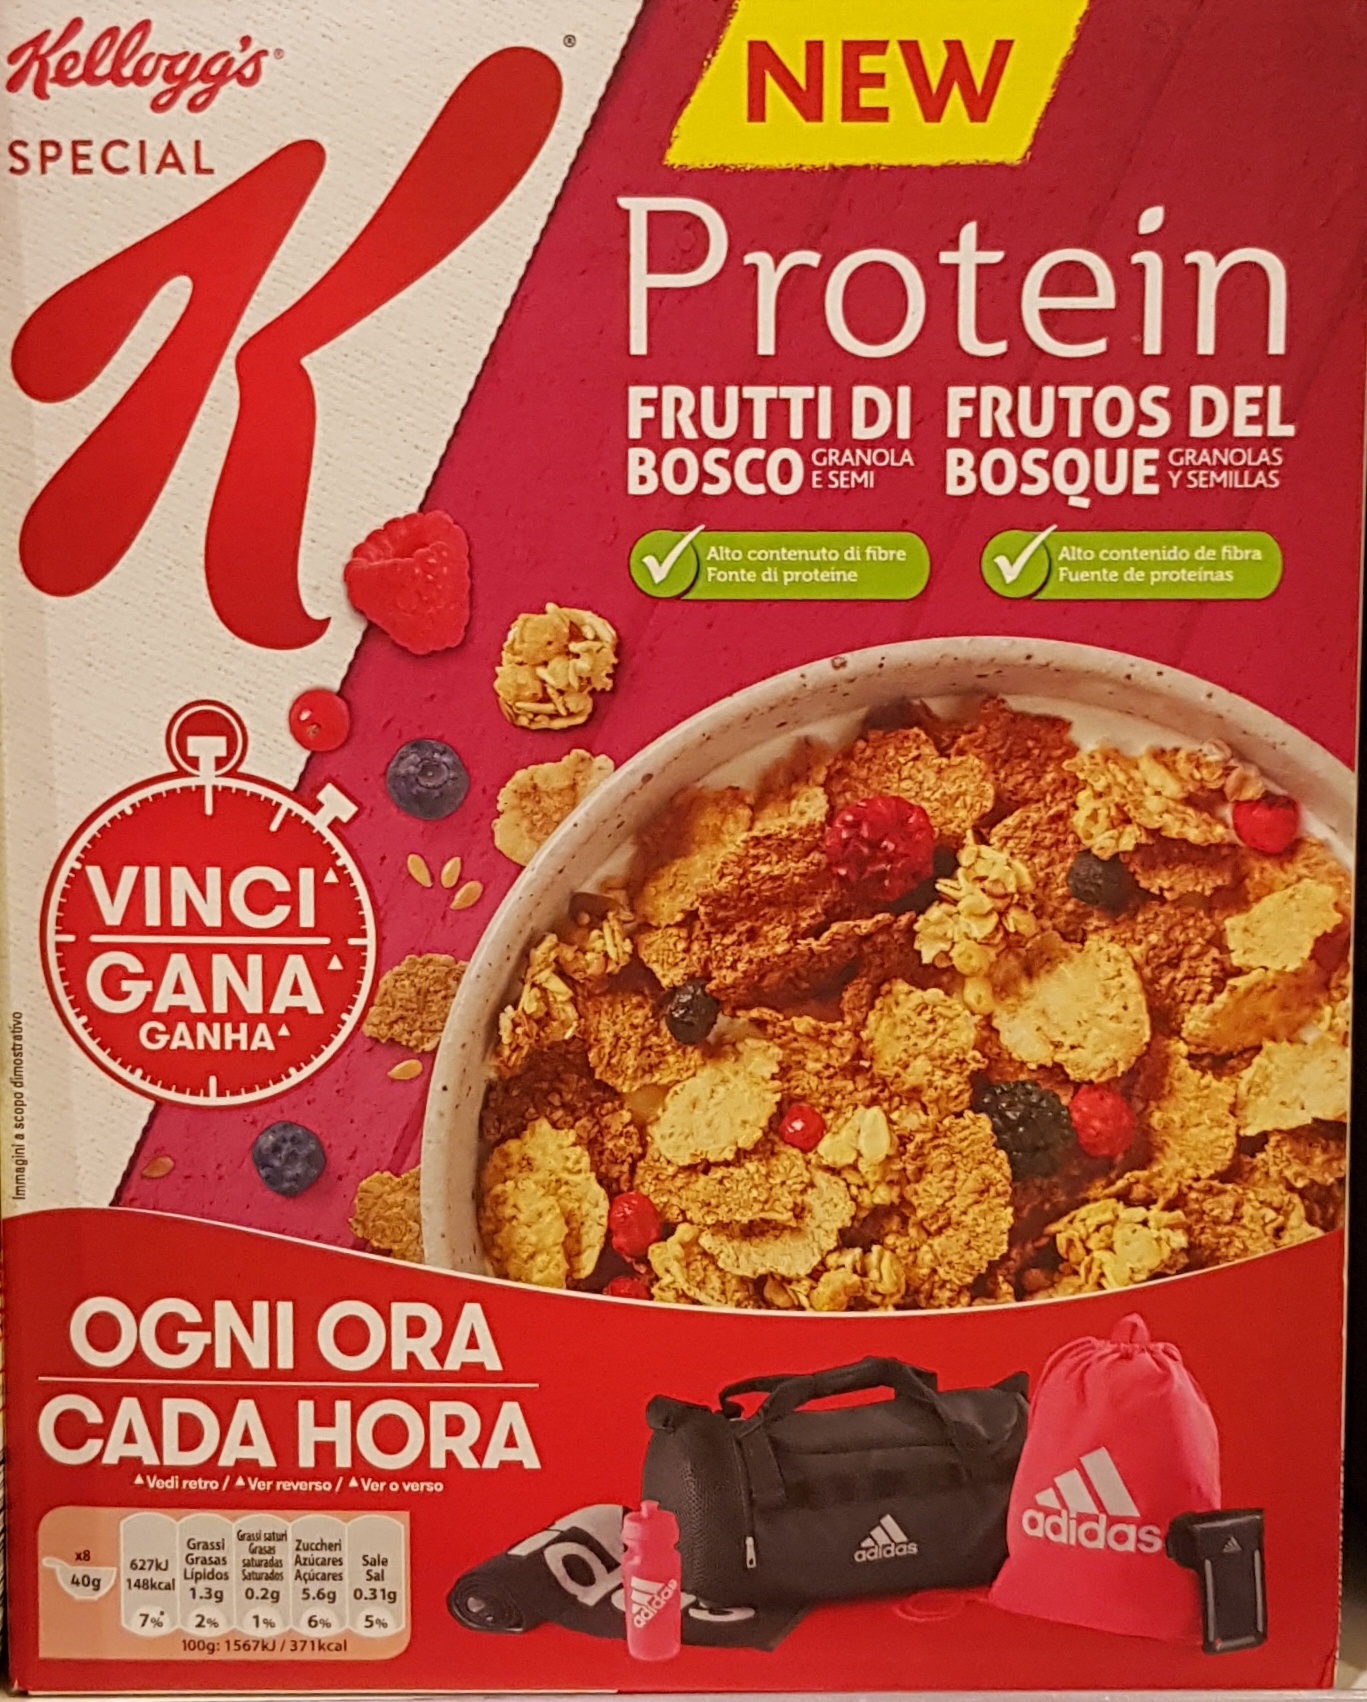 Kellogg's®
SPECIAL
K®
NEW
Protein
FRUTTI DI
BOSCO GRANOLA
E SEMI
FRUTOS DEL
BOSQUE GRANOLAS
Y SEMILLAS
Alto contenuto di fibre
Fonte di proteine
Alto contenido de fibra
Fuente de proteínas
VINCI▲
GANA▲
GANHA▲
Immagini a scopo dimostrativo
OGNI ORA
CADA HORA
▲Vedi retro / ▲Ver reverso / ▲Ver o verso
x8
40g
627kJ
148kcal
7%*
Grassi
Grasas
Lípidos
1.3g
2%
Grassi saturi
Grasas
saturadas
Saturados
0.2g
1%
Zuccheri
Azúcares
Açúcares
5.6g
6%
Sale
Sal
0.31g
5%
100g: 1567kJ / 371kcal
adidas
adidas
adidas